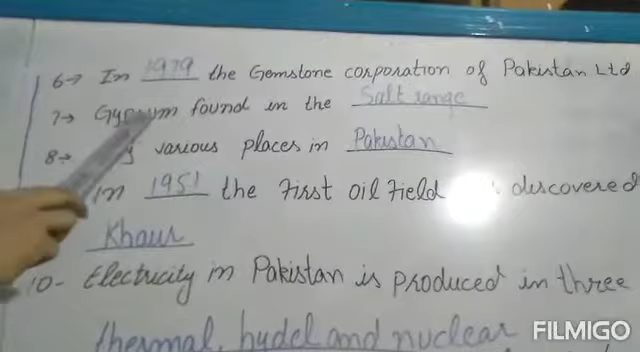 6→ In 1979 the Gemstone corporation of Pakistan Ltd
7→ Gypsum found in the Salt range
8→ various places in Pakistan
In 1951 the First oil Field discovered
Khaur
10- Electricity in Pakistan is produced in three
thermal, hydel and nuclear
FILMIGO